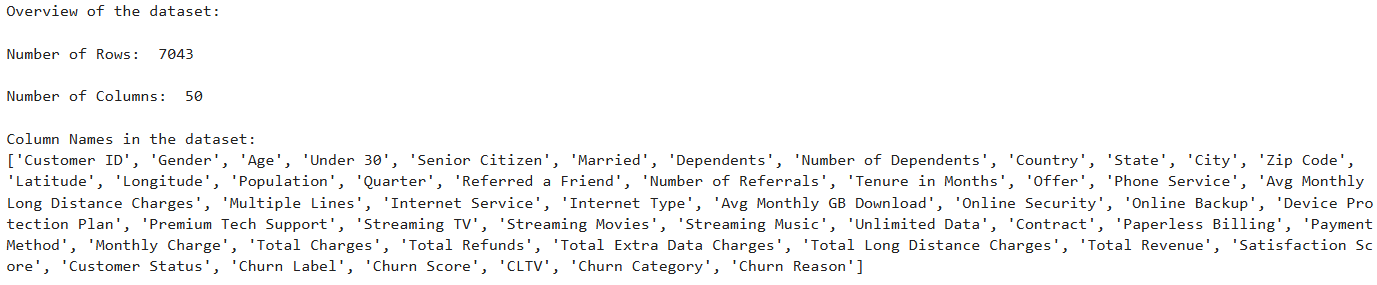 Overview of the dataset:
Number of Rows:  7043
Number of Columns:  50
Column Names in the dataset:
['Customer ID', 'Gender', 'Age', 'Under 30', 'Senior Citizen', 'Married', 'Dependents', 'Number of Dependents', 'Country', 'State', 'City', 'Zip Code',
'Latitude', 'Longitude', 'Population', 'Quarter', 'Referred a Friend', 'Number of Referrals', 'Tenure in Months', 'Offer', 'Phone Service', 'Avg Monthly
Long Distance Charges', 'Multiple Lines', 'Internet Service', 'Internet Type', 'Avg Monthly GB Download', 'Online Security', 'Online Backup', 'Device Pro
tection Plan', 'Premium Tech Support', 'Streaming TV', 'Streaming Movies', 'Streaming Music', 'Unlimited Data', 'Contract', 'Paperless Billing', 'Payment
Method', 'Monthly Charge', 'Total Charges', 'Total Refunds', 'Total Extra Data Charges', 'Total Long Distance Charges', 'Total Revenue', 'Satisfaction Sc
ore', 'Customer Status', 'Churn Label', 'Churn Score', 'CLTV', 'Churn Category', 'Churn Reason']